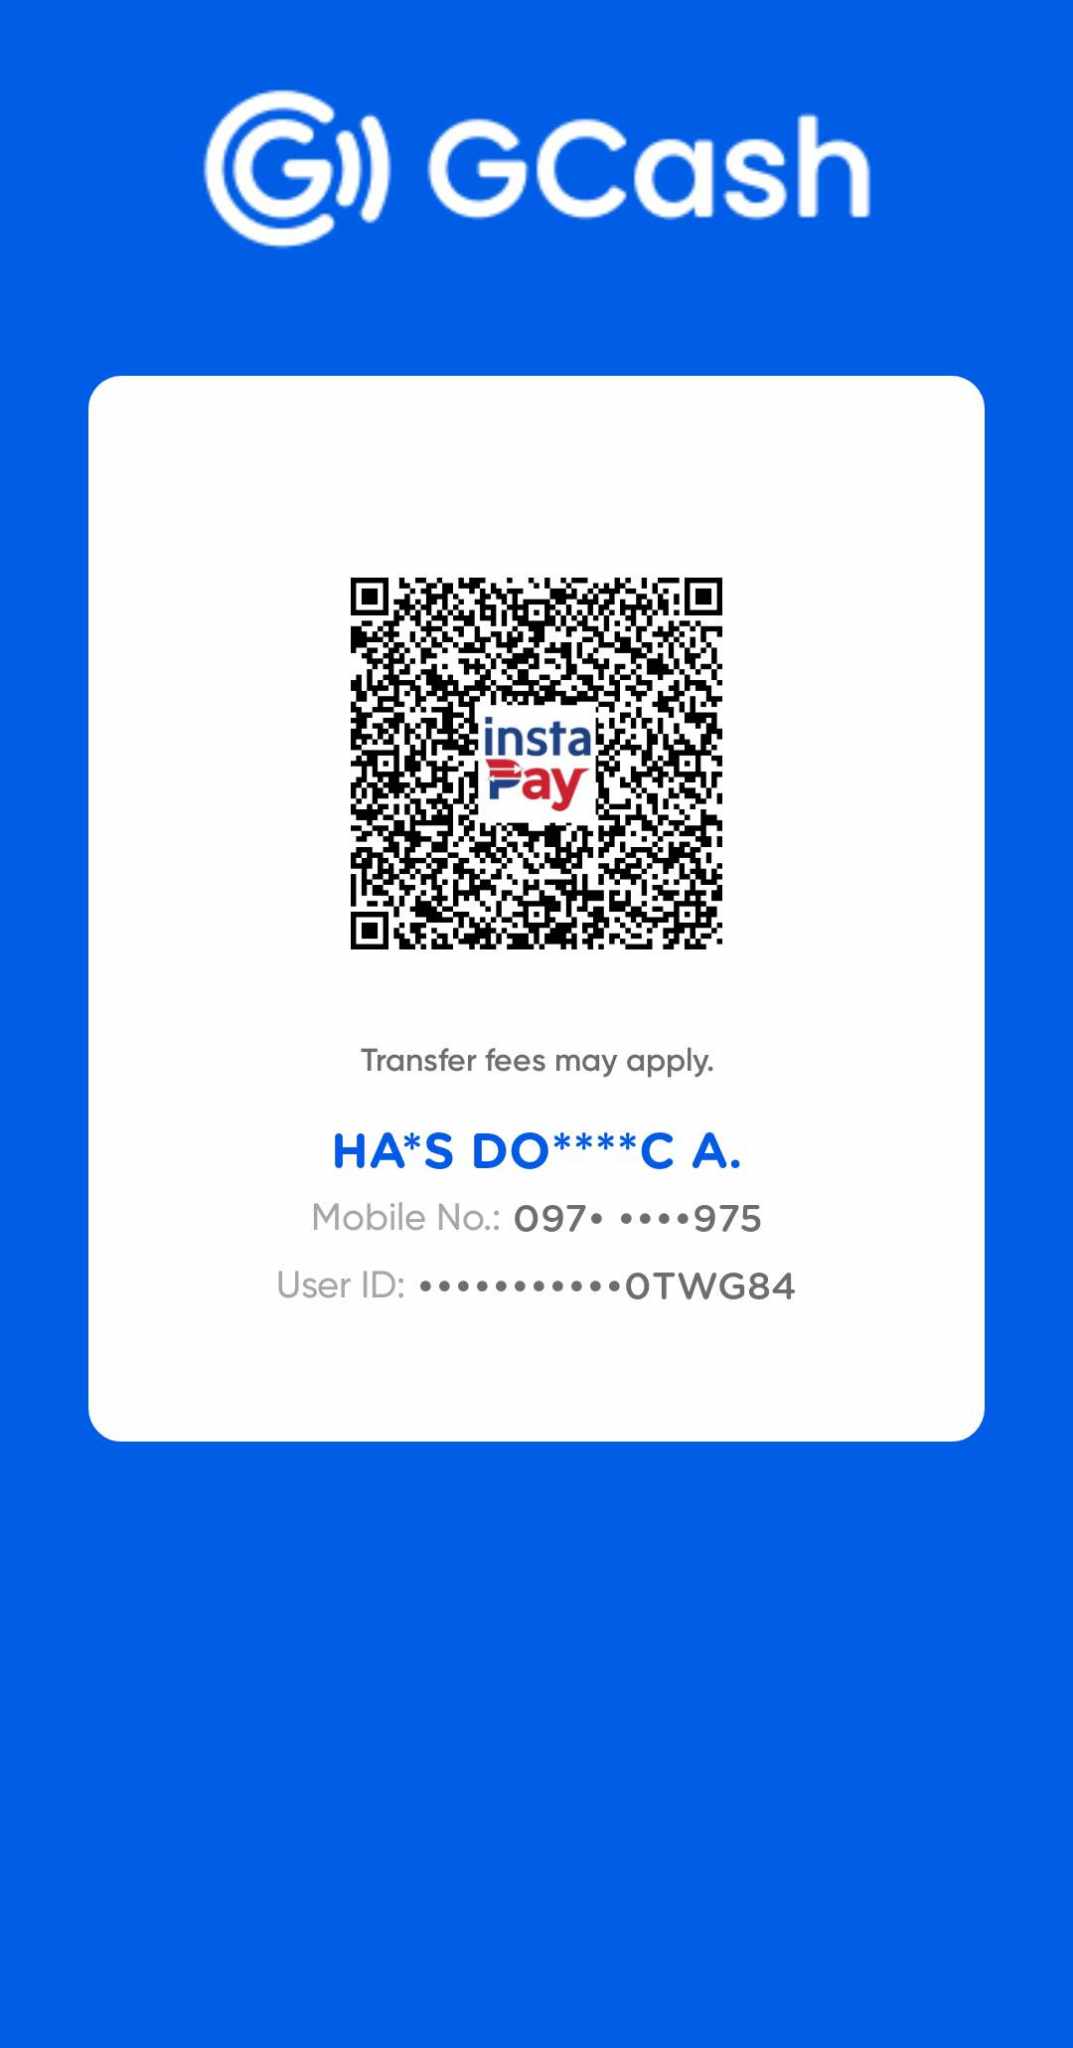 GCash
insta
Pay
Transfer fees may apply.
HA*S DO****C A.
Mobile No.: 097• ••••975
User ID: •••••••••••0TWG84